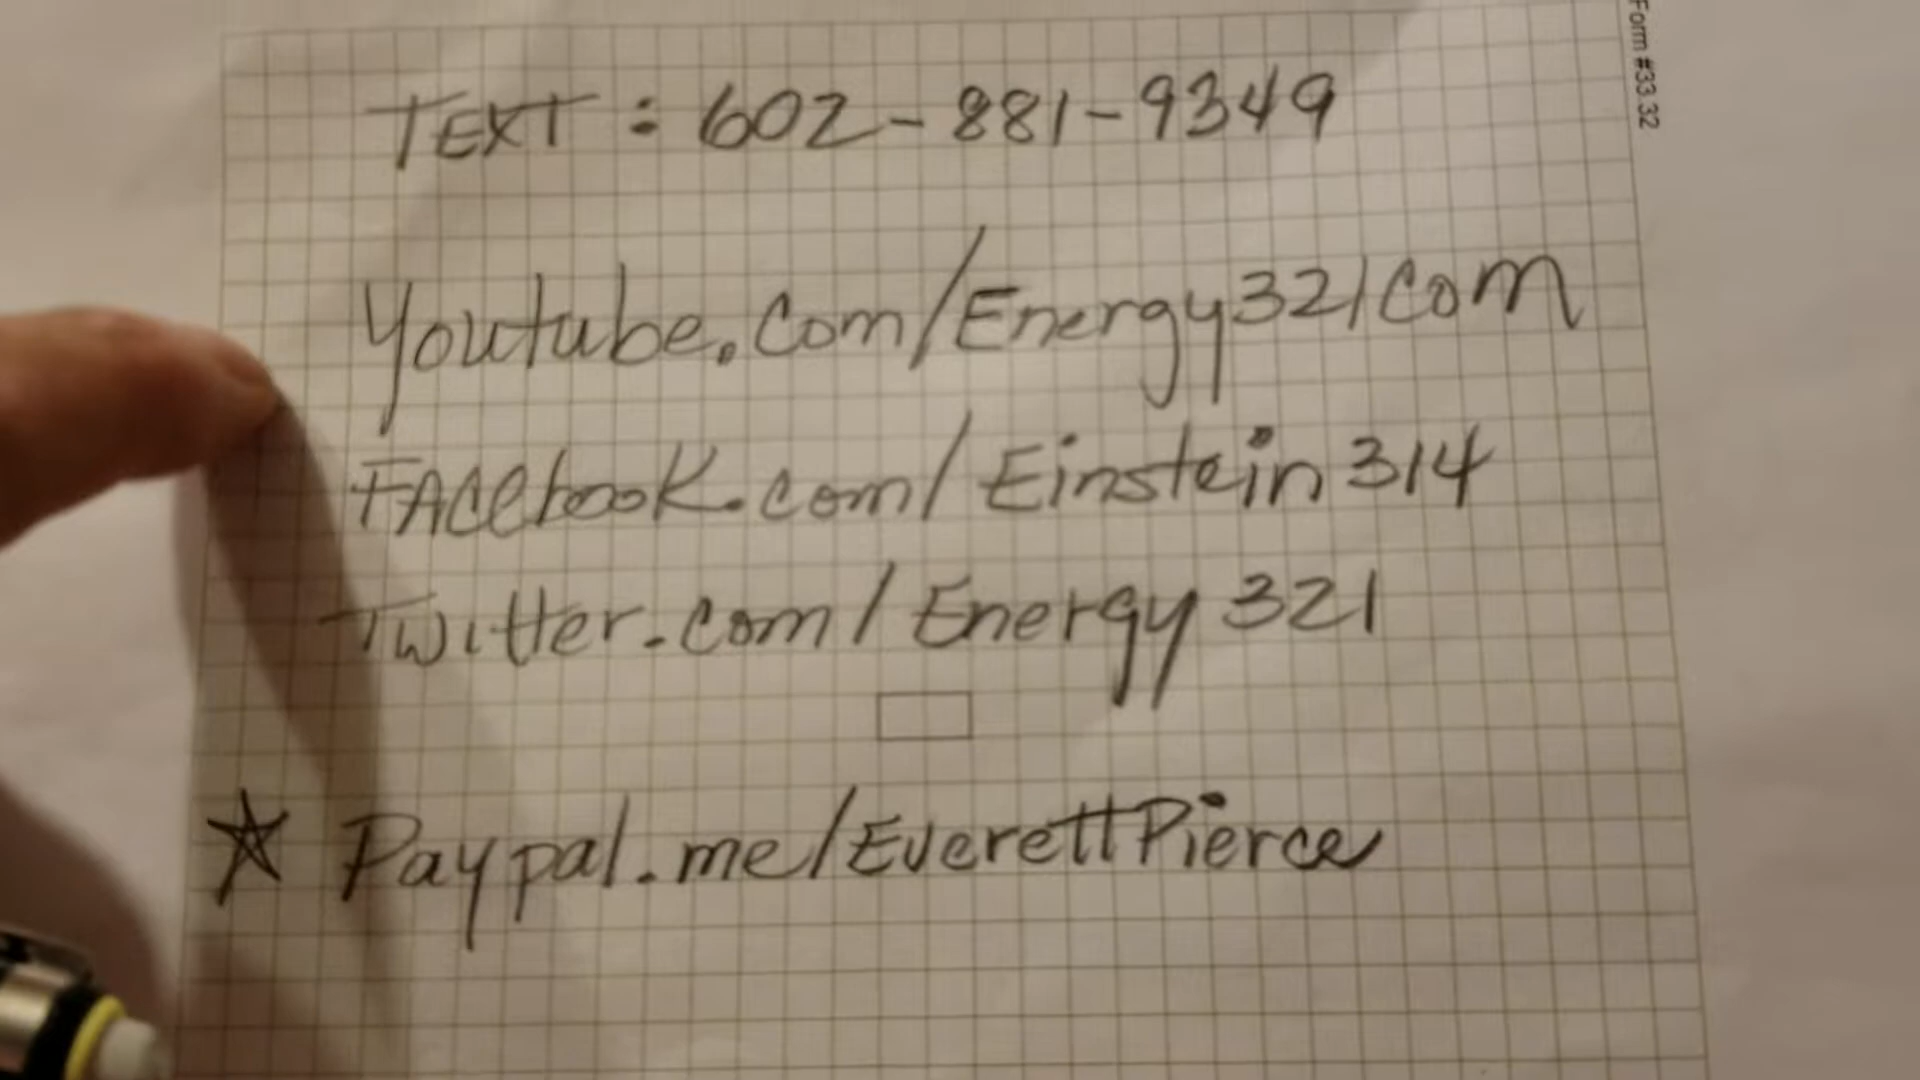 Form #33.32
TEXT: 602-881-9349
Youtube.com/Energy321com
FACebook.com/Einstein314
Twitter.com/Energy321
Paypal.me/EverettPierce